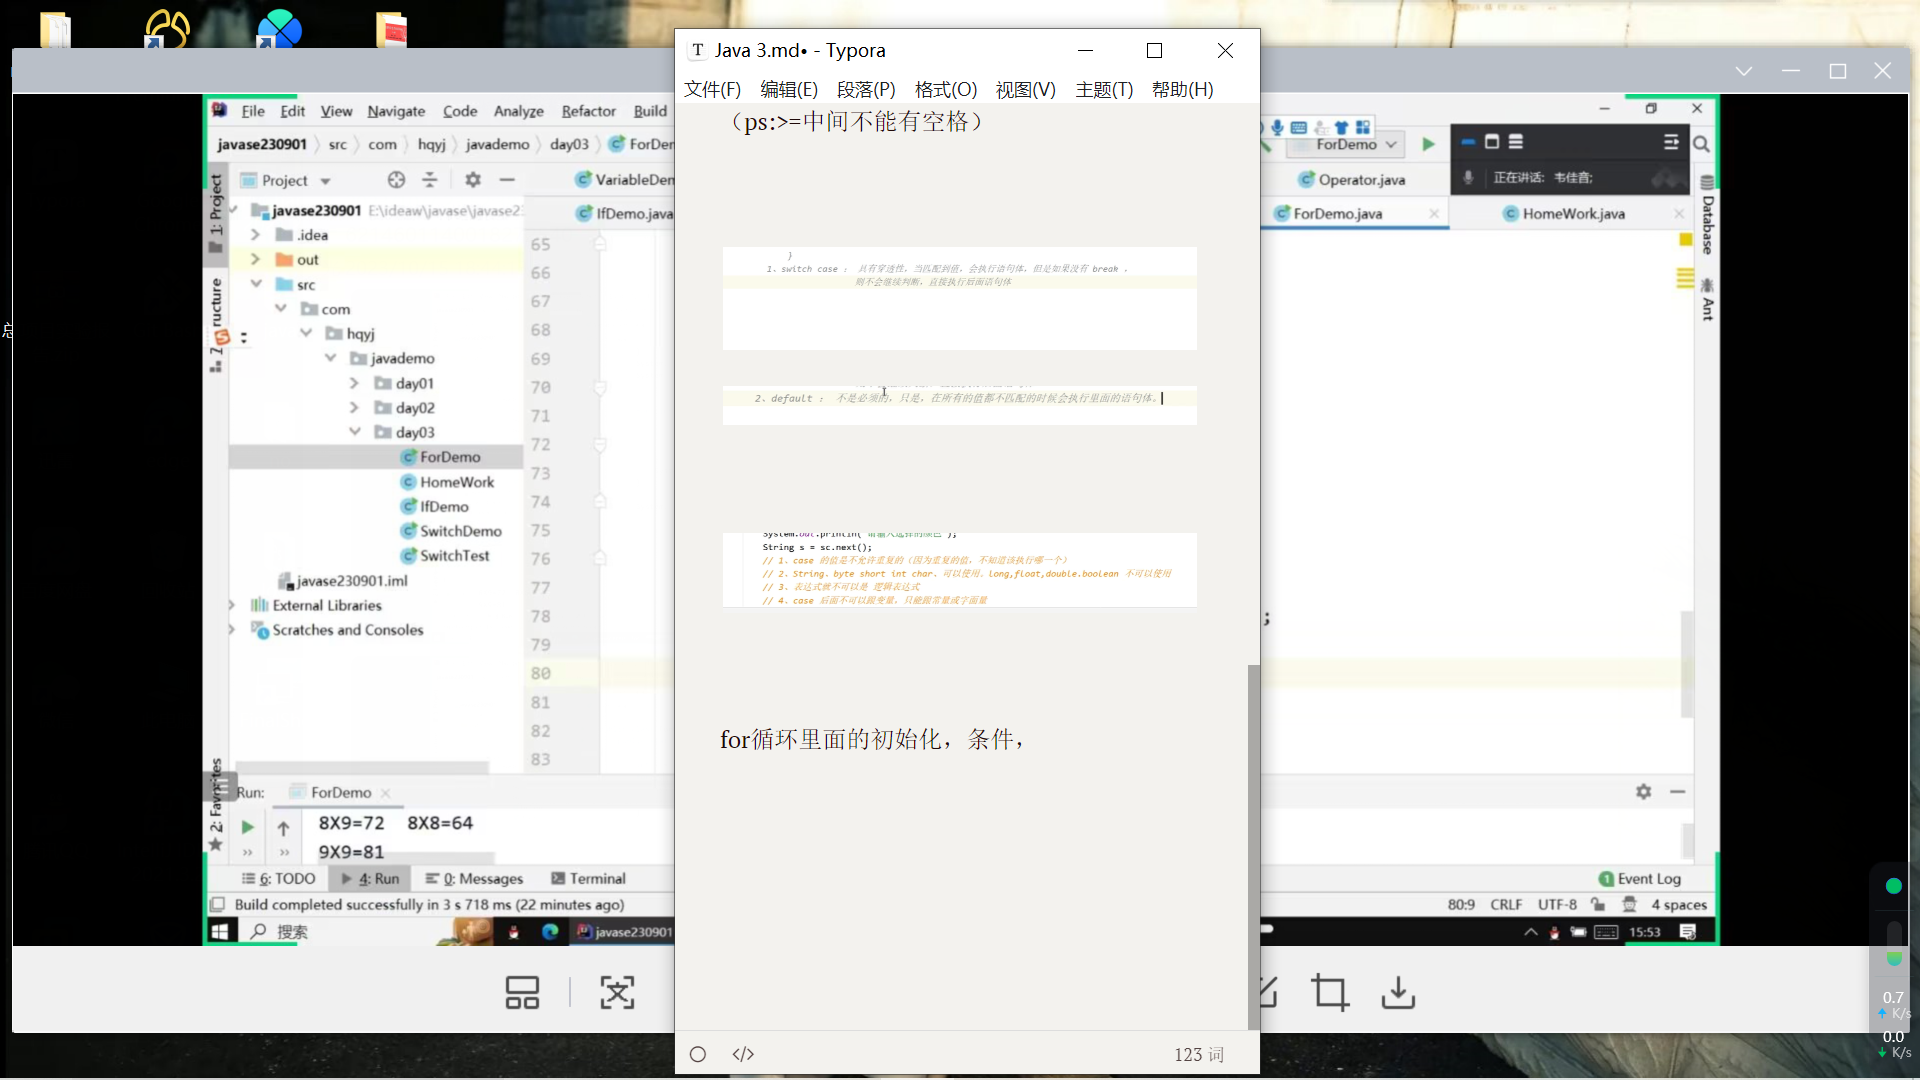 Java 3.md• - Typora
文件(F) 编辑(E) 段落(P) 格式(O) 视图(V) 主题(T) 帮助(H)
（ps:>=中间不能有空格）
}
1、switch case ： 具有穿透性，当匹配到值，会执行语句体，但是如果没有 break ，
则不会继续判断，直接执行后面语句体
2、default ： 不是必须的，只是，在所有的值都不匹配的时候会执行里面的语句体。
String s = sc.next();
// 1、case 的值是不允许重复的（因为重复的值，不知道该执行哪一个）
// 2、String、byte short int char，可以使用，long,float,double.boolean 不可以使用
// 3、表达式就不可以是 逻辑表达式
// 4、case 后面不可以跟变量，只能跟常量或字面量
for循环里面的初始化，条件，
123 词
File Edit View Navigate Code Analyze Refactor Build
javase230901 src com hqyj javademo day03 ForDem
ForDemo
正在讲话: 韦佳音;
1: Project
Project
VariableDem
Operator.java
IfDemo.java
ForDemo.java
HomeWork.java
Database
Ant
javase230901 E:\ideaw\javase\javase2
.idea
out
src
com
hqyj
javademo
day01
day02
day03
ForDemo
HomeWork
IfDemo
SwitchDemo
SwitchTest
javase230901.iml
External Libraries
Scratches and Consoles
65
66
67
68
69
70
71
72
73
74
75
76
77
78
79
80
81
82
83
;
2: Favorites
Run: ForDemo
8X9=72 8X8=64
9X9=81
6: TODO 4: Run 0: Messages Terminal
1 Event Log
Build completed successfully in 3 s 718 ms (22 minutes ago)
80:9 CRLF UTF-8 4 spaces
搜索
javase230901
15:53
0.7
K/s
0.0
K/s